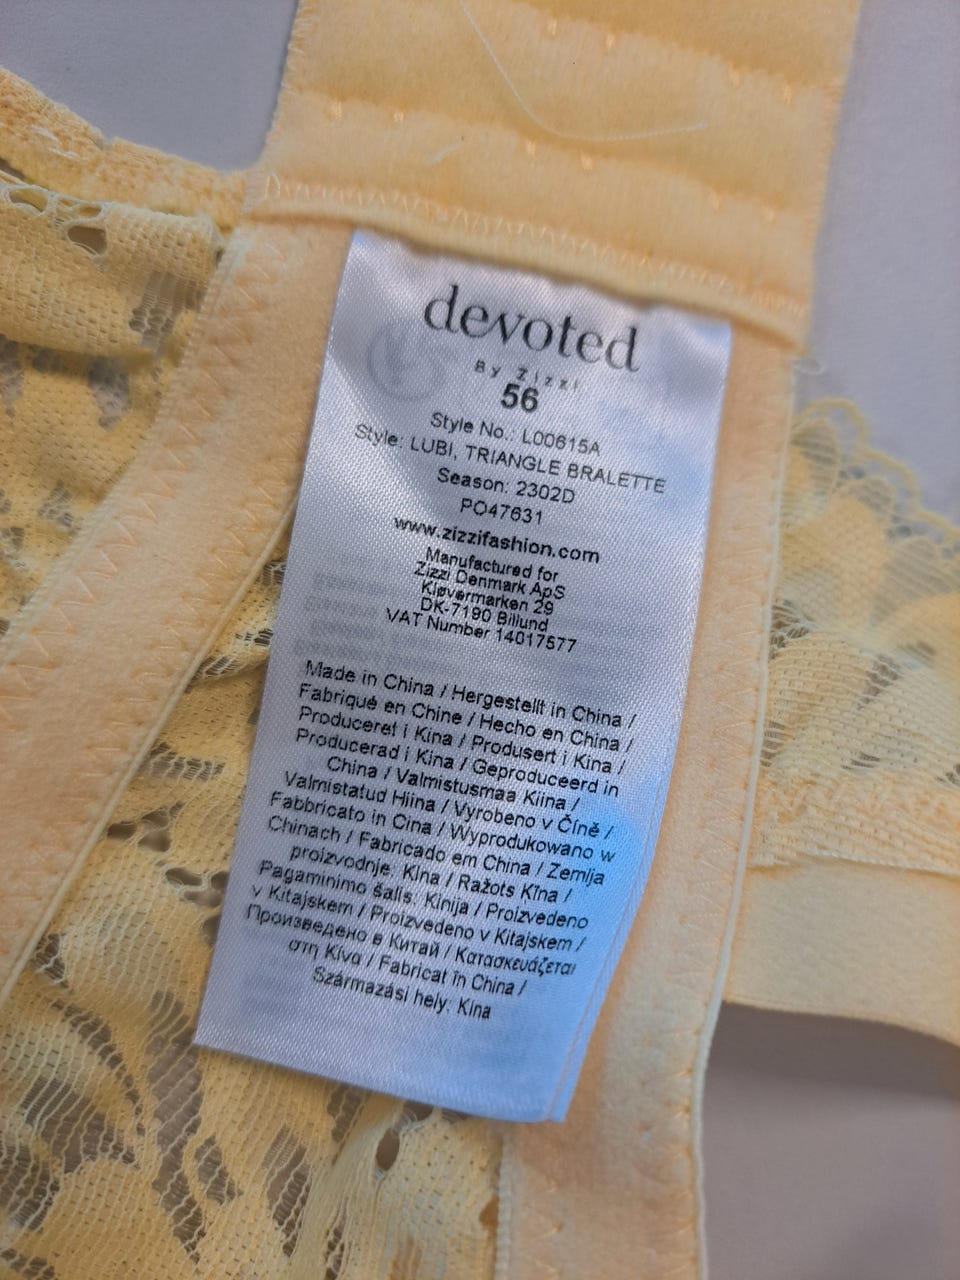 devoted
By Zizzi
56
Style No.: L00615A
Style: LUBI, TRIANGLE BRALETTE
Season: 2302D
PO47631
www.zizzifashion.com
Manufactured for
Zizzi Denmark ApS
Kløvermarken 29
DK-7190 Billund
VAT Number 14017577
Made in China / Hergestellt in China /
Fabriqué en Chine / Hecho en China /
Produceret i Kina / Produsert i Kina /
Producerad i Kina / Geproduceerd in
China / Valmistusmaa Kiina /
Valmistatud Hiina / Vyrobeno v Číně /
Fabbricato in Cina / Wyprodukowano w
Chinach / Fabricado em China / Zemlja
proizvodnje: Kina / Ražots Kīna /
Pagaminimo šalis: Kinija / Proizvedeno
v Kitajskem / Proizvedeno v Kitajskem /
Произведено в Китай / Κατασκευάζεται
στη Κίνα / Fabricat în China /
Származási hely: Kína